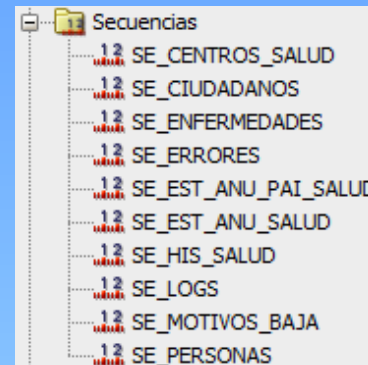 Secuencias
SE_CENTROS_SALUD
SE_CIUDADANOS
SE_ENFERMEDADES
SE_ERRORES
SE_EST_ANU_PAI_SALUD
SE_EST_ANU_SALUD
SE_HIS_SALUD
SE_LOGS
SE_MOTIVOS_BAJA
SE_PERSONAS